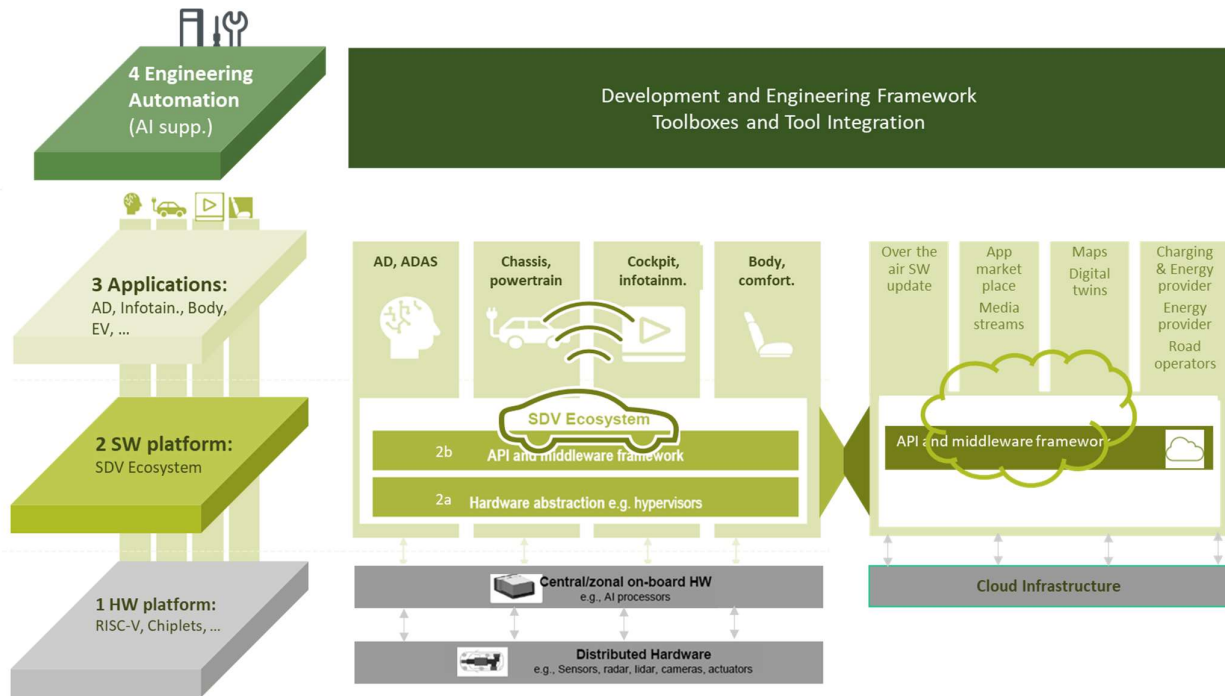 4 Engineering
Automation
(AI supp.)
Development and Engineering Framework
Toolboxes and Tool Integration
3 Applications:
AD, Infotain., Body,
EV, ...
AD, ADAS
Chassis,
powertrain
Cockpit,
infotainm.
Body,
comfort.
Over the
air SW
update
App
market
place
Media
streams
Maps
Digital
twins
Charging
& Energy
provider
Energy
provider
Road
operators
2 SW platform:
SDV Ecosystem
SDV Ecosystem
2b API and middleware framework
2a Hardware abstraction e.g. hypervisors
API and middleware framework
1 HW platform:
RISC-V, Chiplets, ...
Central/zonal on-board HW
e.g., AI processors
Distributed Hardware
e.g., Sensors, radar, lidar, cameras, actuators
Cloud Infrastructure